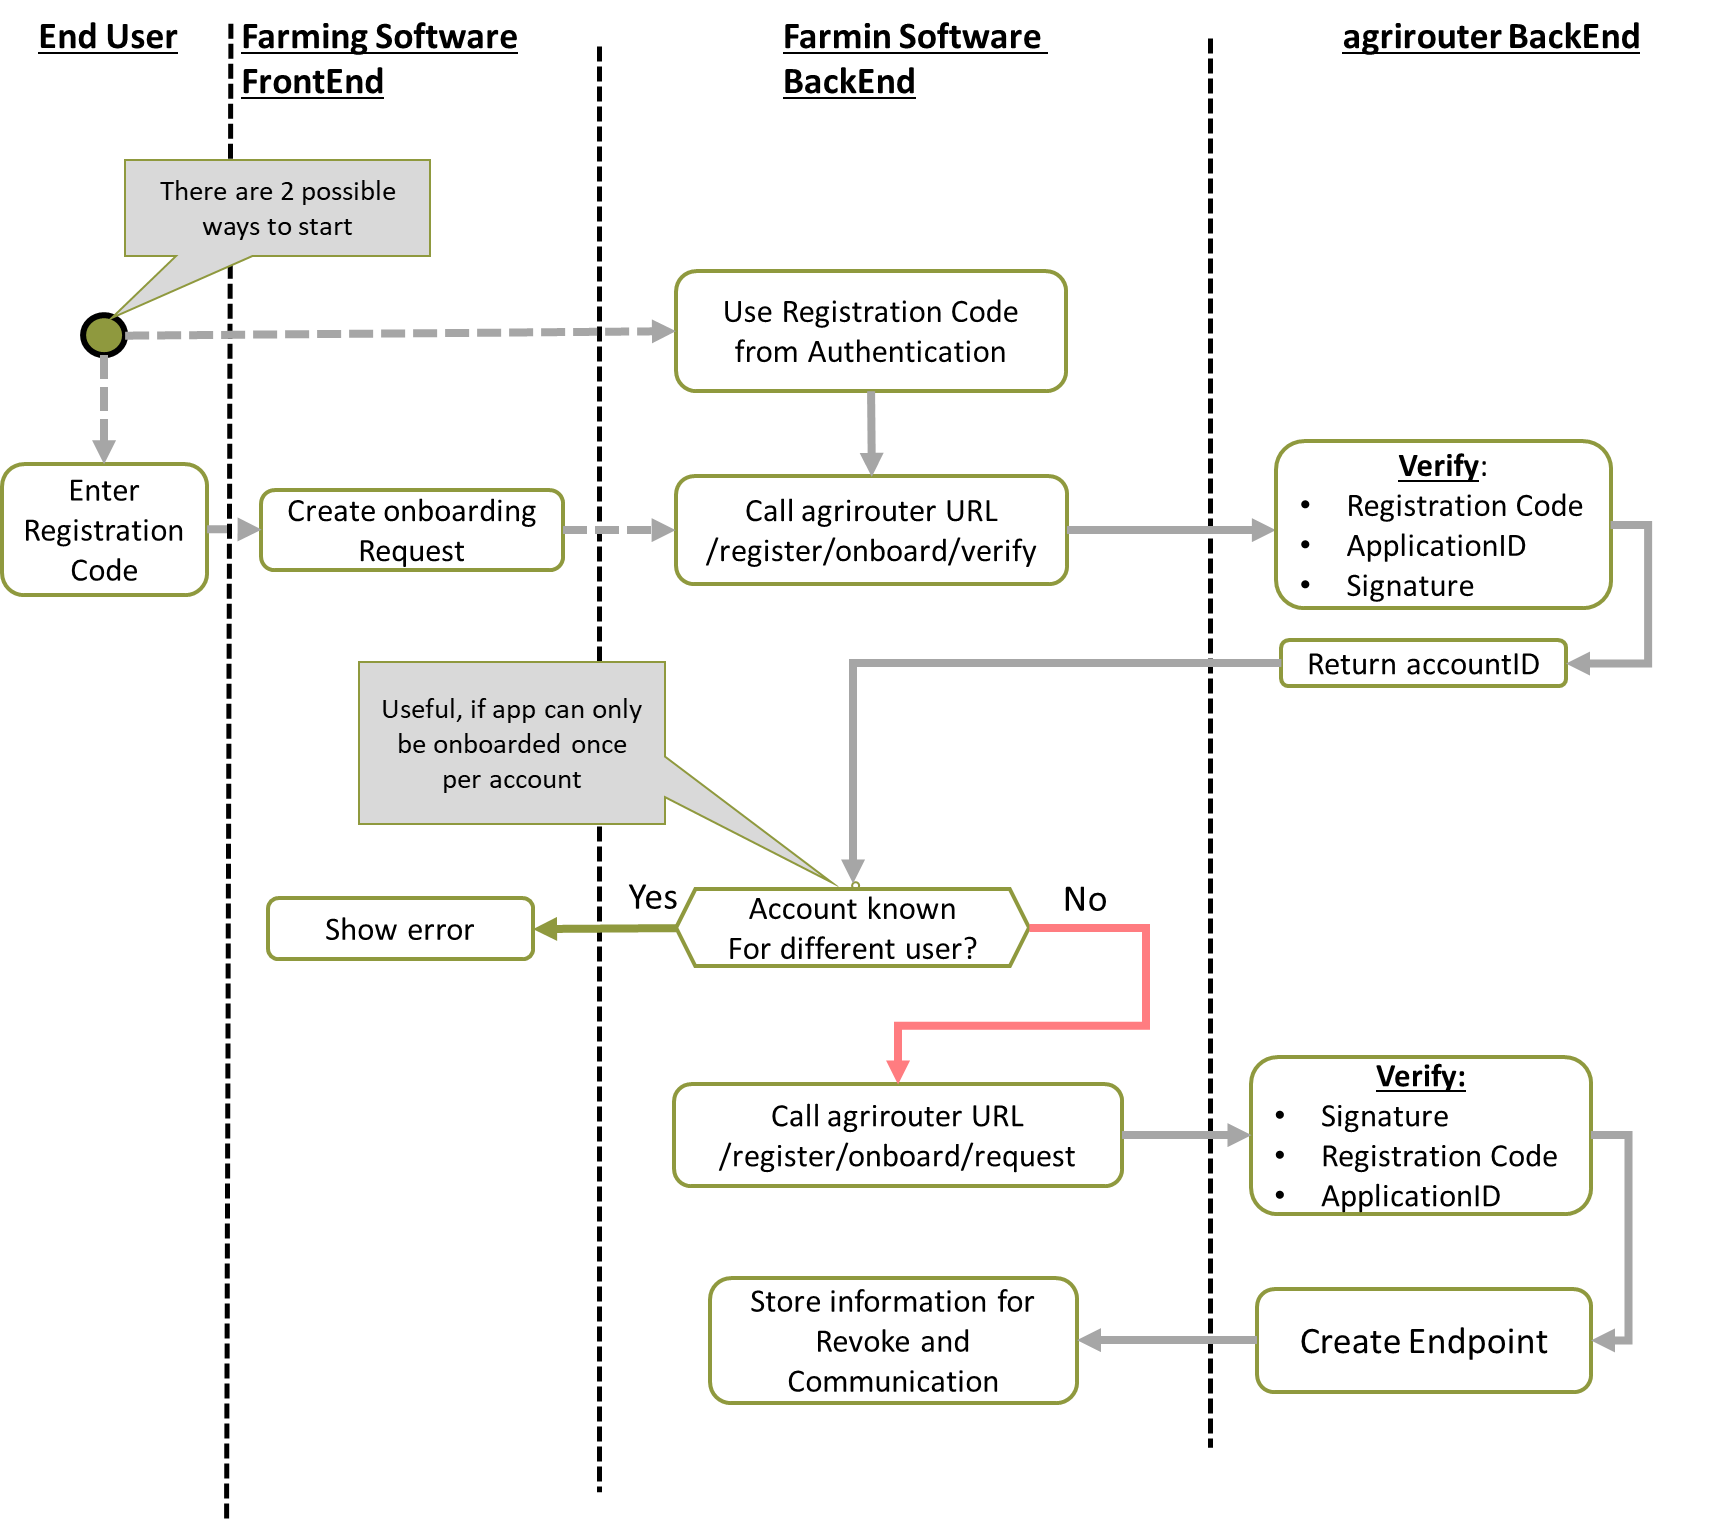 End User
Farming Software
FrontEnd
Farmin Software
BackEnd
agrirouter BackEnd
There are 2 possible
ways to start
Use Registration Code
from Authentication
Enter
Registration
Code
Create onboarding
Request
Call agrirouter URL
/register/onboard/verify
Verify:
• Registration Code
• ApplicationID
• Signature
Return accountID
Useful, if app can only
be onboarded once
per account
Show error
Yes
Account known
For different user?
No
Call agrirouter URL
/register/onboard/request
Verify:
• Signature
• Registration Code
• ApplicationID
Store information for
Revoke and
Communication
Create Endpoint